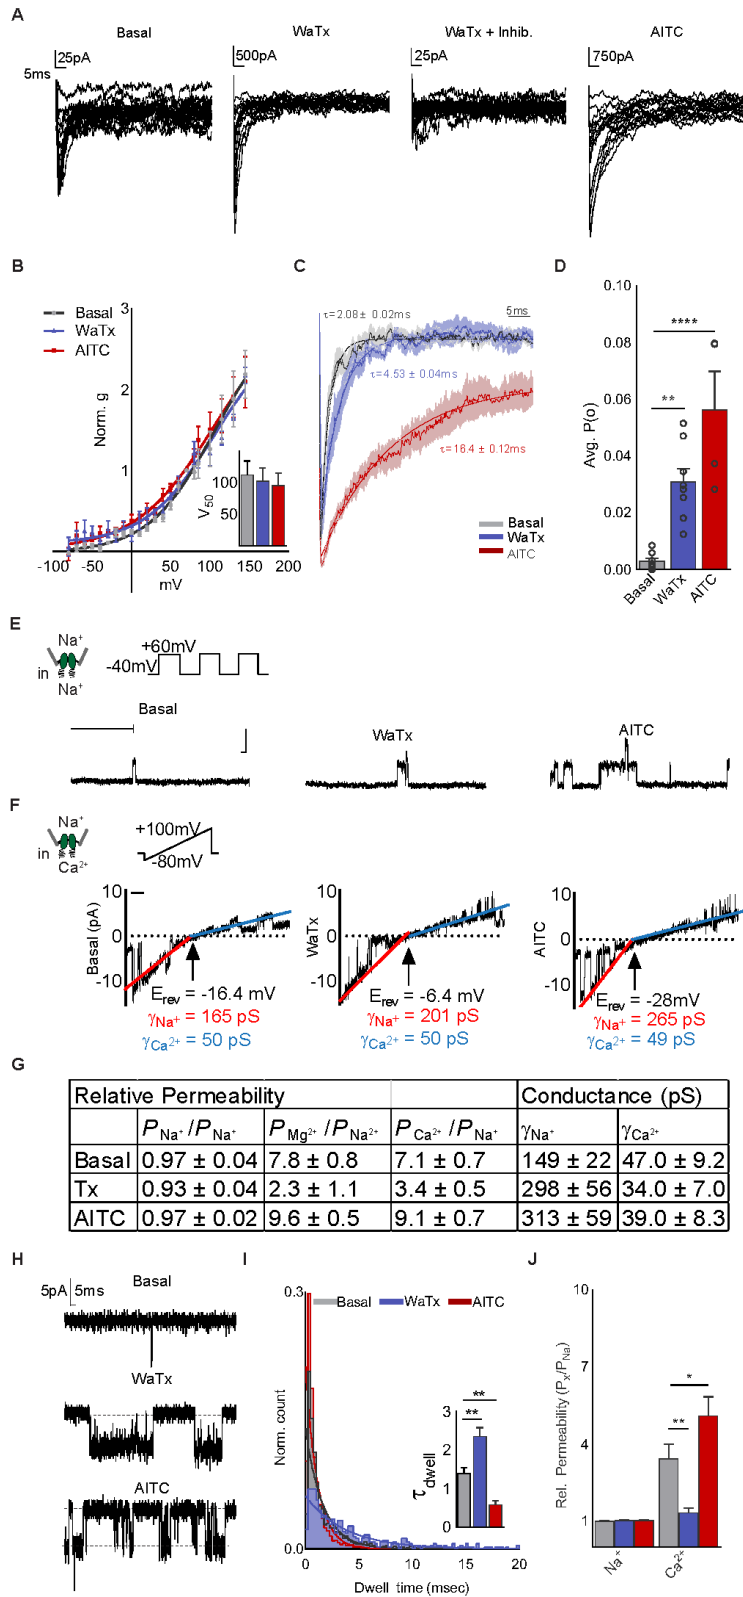 A
Basal
WaTx
WaTx + Inhib.
AITC
25pA
500pA
25pA
750pA
5ms
B
Basal
WaTx
AITC
3
2
1
Norm. g
-100
-50
0
50
100
150
200
mV
V50
100
50
C
τ=2.08± 0.02ms
5ms
τ=4.53 ± 0.04ms
τ=16.4 ± 0.12ms
Basal
WaTx
AITC
D
0.10
0.08
0.06
0.04
0.02
0.00
Avg. P(o)
****
**
Basal
WaTx
AITC
E
Na+
in
Na+
+60mV
-40mV
Basal
WaTx
AITC
F
Na+
in
Ca2+
+100mV
-80mV
Basal (pA)
10
0
-10
Erev = -16.4 mV
γNa+ = 165 pS
γCa2+ = 50 pS
WaTx
10
0
-10
Erev = -6.4 mV
γNa+ = 201 pS
γCa2+ = 50 pS
AITC
10
0
-10
Erev = -28mV
γNa+ = 265 pS
γCa2+ = 49 pS
G
Relative Permeability Conductance (pS)
PNa+ /PNa+ PMg2+ /PNa2+ PCa2+ /PNa+ γNa+ γCa2+
Basal 0.97 ± 0.04 7.8 ± 0.8 7.1 ± 0.7 149 ± 22 47.0 ± 9.2
Tx 0.93 ± 0.04 2.3 ± 1.1 3.4 ± 0.5 298 ± 56 34.0 ± 7.0
AITC 0.97 ± 0.02 9.6 ± 0.5 9.1 ± 0.7 313 ± 59 39.0 ± 8.3
H
Basal
5pA
5ms
WaTx
AITC
I
0.3
0.0
Norm. count
Basal
WaTx
AITC
τdwell
3
2
1
0
**
**
0
5
10
15
20
Dwell time (msec)
J
10
7
4
1
Rel. Permeability (PX/PNa)
*
**
Na+
Ca2+